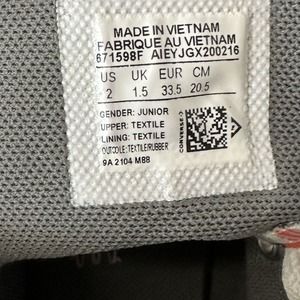 MADE IN VIETNAM
FABRIQUE AU VIETNAM
671598F AIEYJGX200216
US UK EUR CM
2 1.5 33.5 20.5
GENDER: JUNIOR
UPPER: TEXTILE
LINING: TEXTILE
OUTSOLE: TEXTILE/RUBBER
9A 2104 M88
CONVERSE